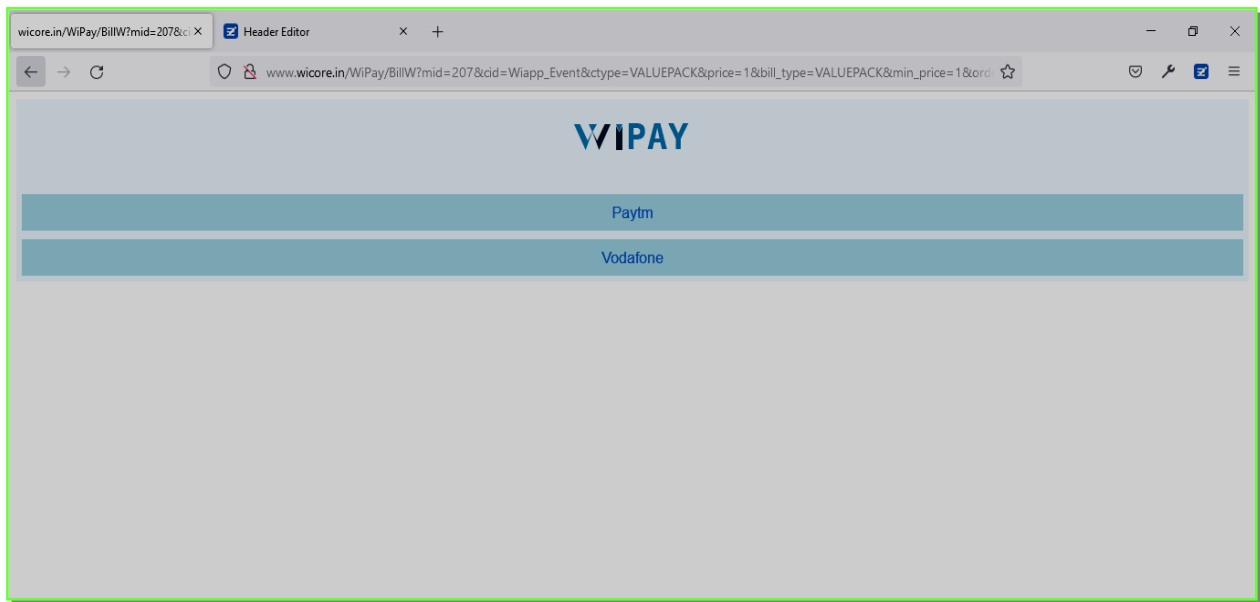 wicore.in/WiPay/BillW?mid=207&ci
Header Editor
www.wicore.in/WiPay/BillW?mid=207&cid=Wiapp_Event&ctype=VALUEPACK&price=1&bill_type=VALUEPACK&min_price=1&ord
WIPAY
Paytm
Vodafone